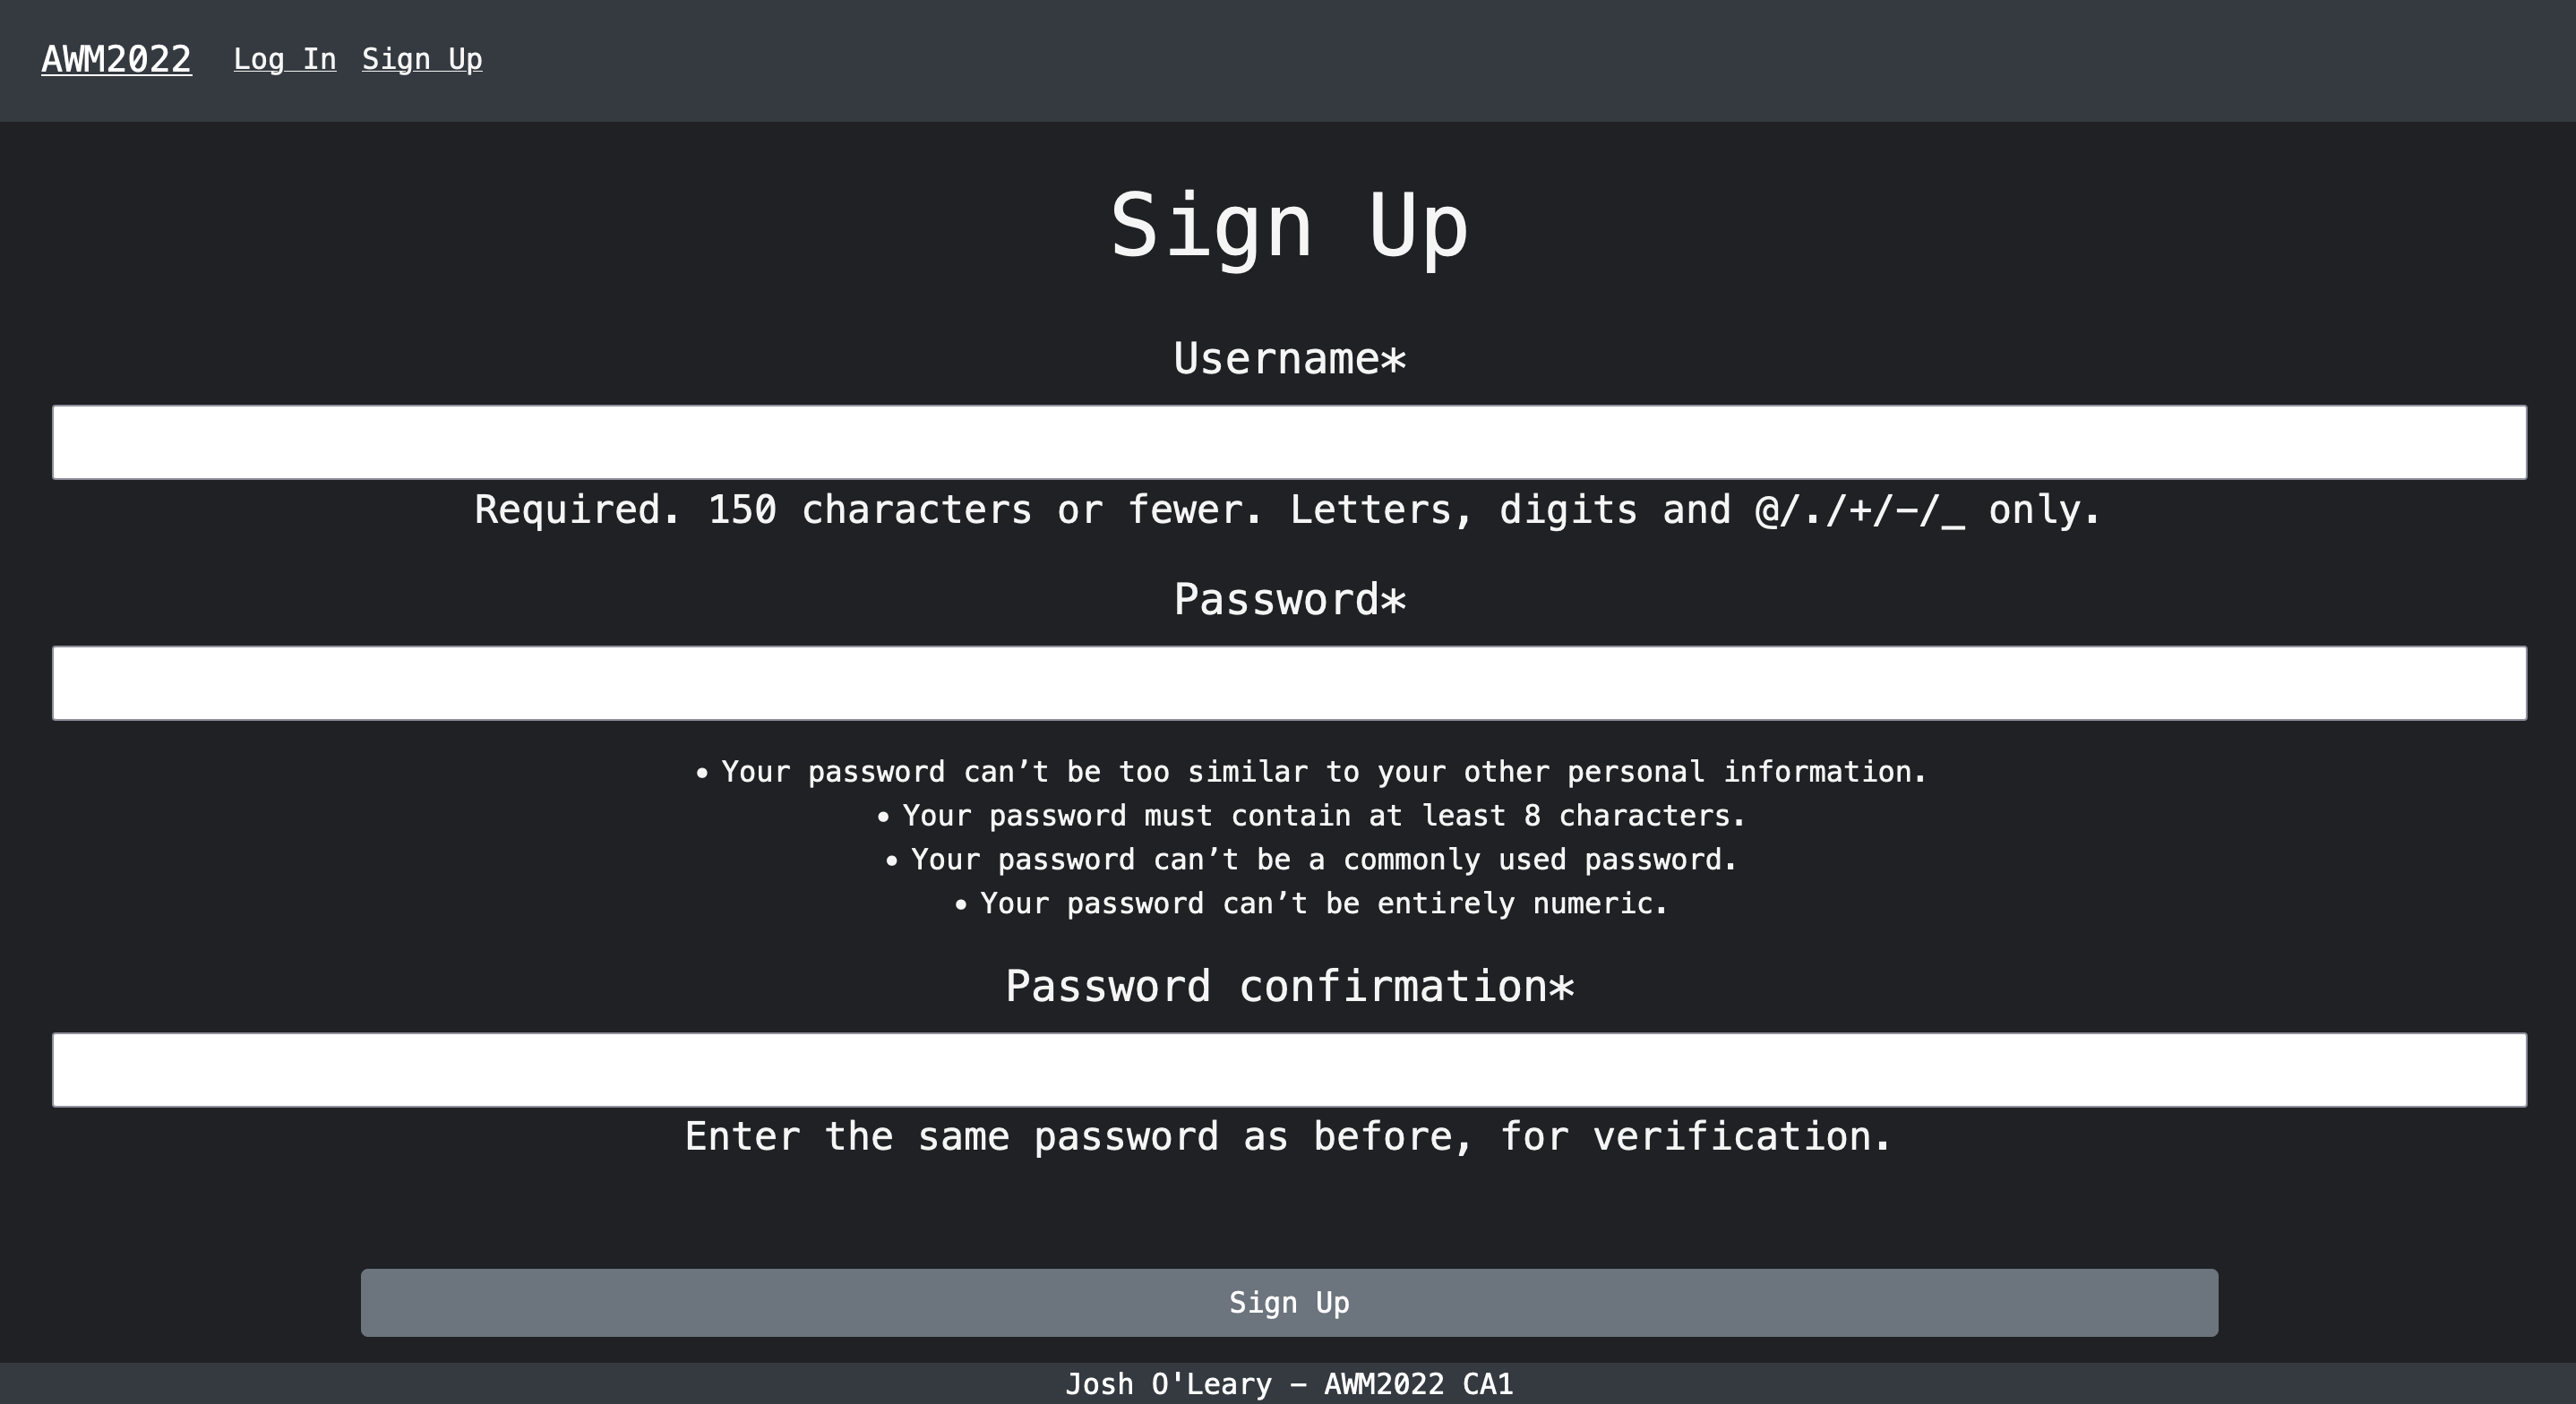 AWM2022 Log In Sign Up
Sign Up
Username*
Required. 150 characters or fewer. Letters, digits and @/./+/-/_ only.
Password*
• Your password can’t be too similar to your other personal information.
• Your password must contain at least 8 characters.
• Your password can’t be a commonly used password.
• Your password can’t be entirely numeric.
Password confirmation*
Enter the same password as before, for verification.
Sign Up
Josh O'Leary - AWM2022 CA1